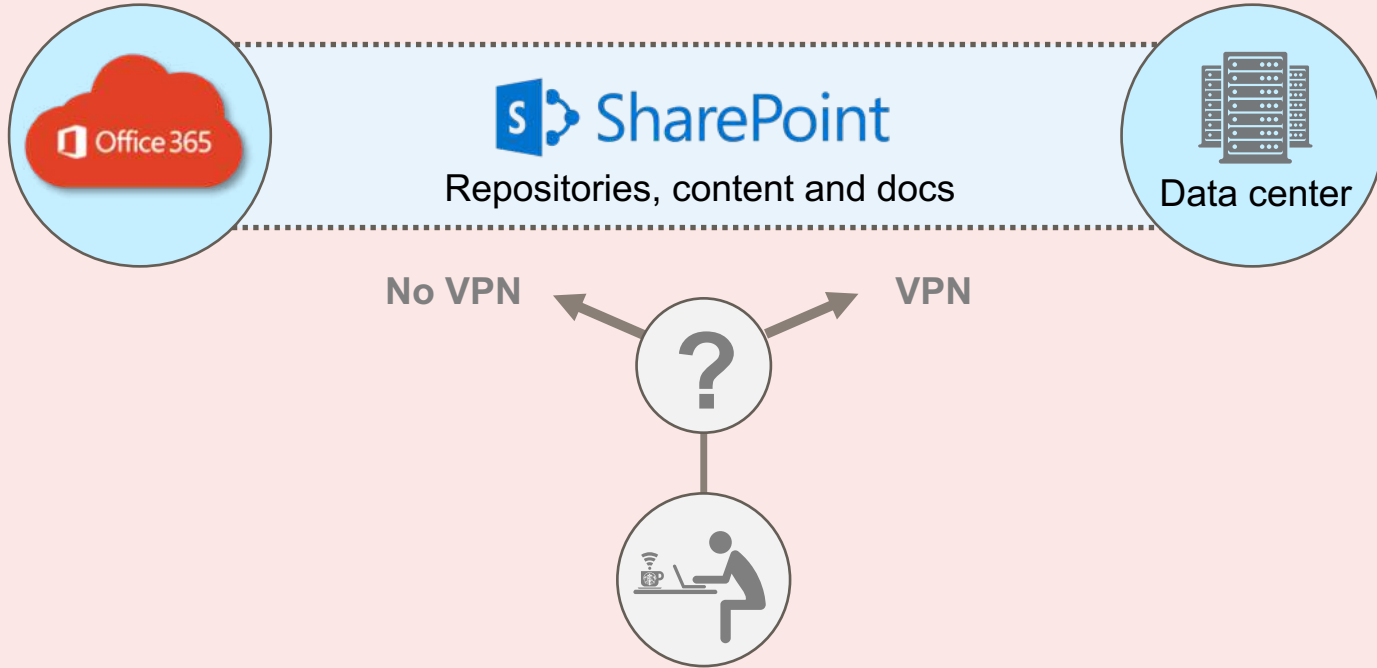 Office 365
S SharePoint
Repositories, content and docs
Data center
No VPN
VPN
?